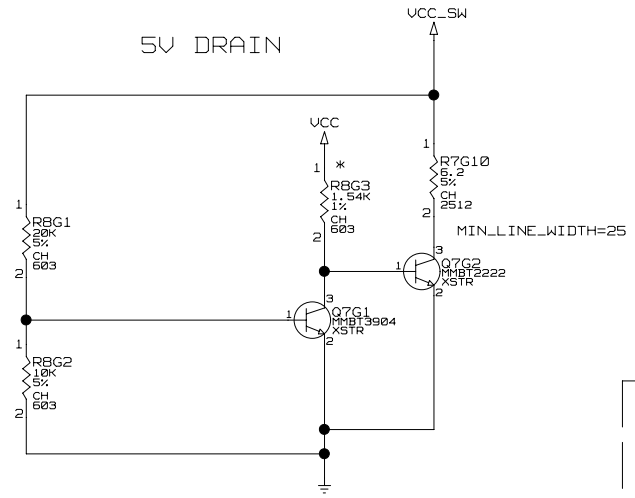 VCC_SW
5V DRAIN
VCC
1
1 *
R7G10
6.2
5%
CH
2512
2
R8G3
1.54K
1%
CH
603
2
1
R8G1
20K
5%
CH
603
2
MIN_LINE_WIDTH=25
3
1
Q7G2
MMBT2222
XSTR
2
3
1
Q7G1
MMBT3904
XSTR
2
1
R8G2
10K
5%
CH
603
2